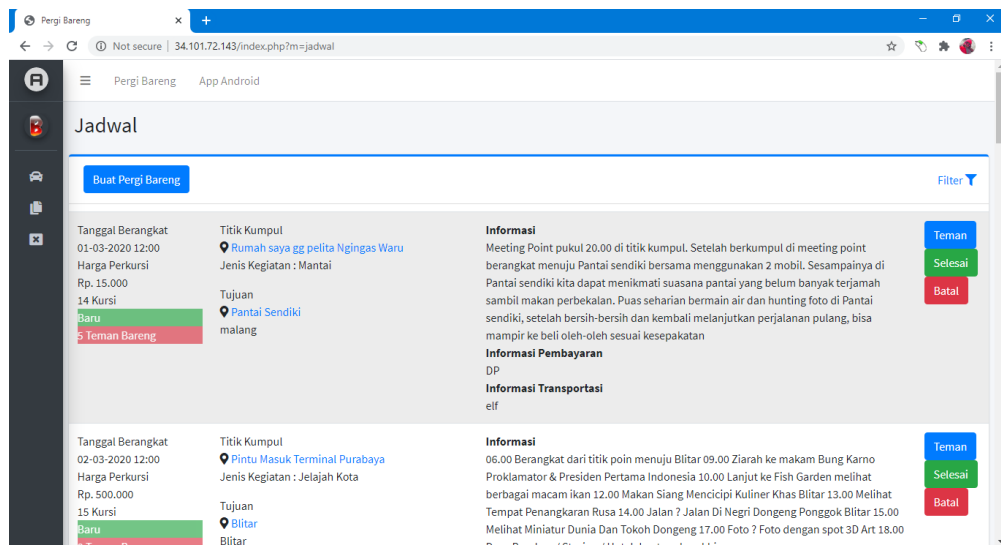 Pergi Bareng
Not secure | 34.101.72.143/index.php?m=jadwal
Pergi Bareng App Android
Jadwal
Buat Pergi Bareng
Filter
Tanggal Berangkat
01-03-2020 12:00
Harga Perkursi
Rp. 15.000
14 Kursi
Baru
5 Teman Bareng
Titik Kumpul
Rumah saya gg pelita Ngingas Waru
Jenis Kegiatan : Mantai
Tujuan
Pantai Sendiki
malang
Informasi
Meeting Point pukul 20.00 di titik kumpul. Setelah berkumpul di meeting point
berangkat menuju Pantai sendiki bersama menggunakan 2 mobil. Sesampainya di
Pantai sendiki kita dapat menikmati suasana pantai yang belum banyak terjamah
sambil makan perbekalan. Puas seharian bermain air dan hunting foto di Pantai
sendiki, setelah bersih-bersih dan kembali melanjutkan perjalanan pulang, bisa
mampir ke beli oleh-oleh sesuai kesepakatan
Informasi Pembayaran
DP
Informasi Transportasi
elf
Teman
Selesai
Batal
Tanggal Berangkat
02-03-2020 12:00
Harga Perkursi
Rp. 500.000
15 Kursi
Baru
Titik Kumpul
Pintu Masuk Terminal Purabaya
Jenis Kegiatan : Jelajah Kota
Tujuan
Blitar
Blitar
Informasi
06.00 Berangkat dari titik poin menuju Blitar 09.00 Ziarah ke makam Bung Karno
Proklamator & Presiden Pertama Indonesia 10.00 Lanjut ke Fish Garden melihat
berbagai macam ikan 12.00 Makan Siang Mencicipi Kuliner Khas Blitar 13.00 Melihat
Tempat Penangkaran Rusa 14.00 Jalan ? Jalan Di Negri Dongeng Ponggok Blitar 15.00
Melihat Miniatur Dunia Dan Tokoh Dongeng 17.00 Foto ? Foto dengan spot 3D Art 18.00
Teman
Selesai
Batal